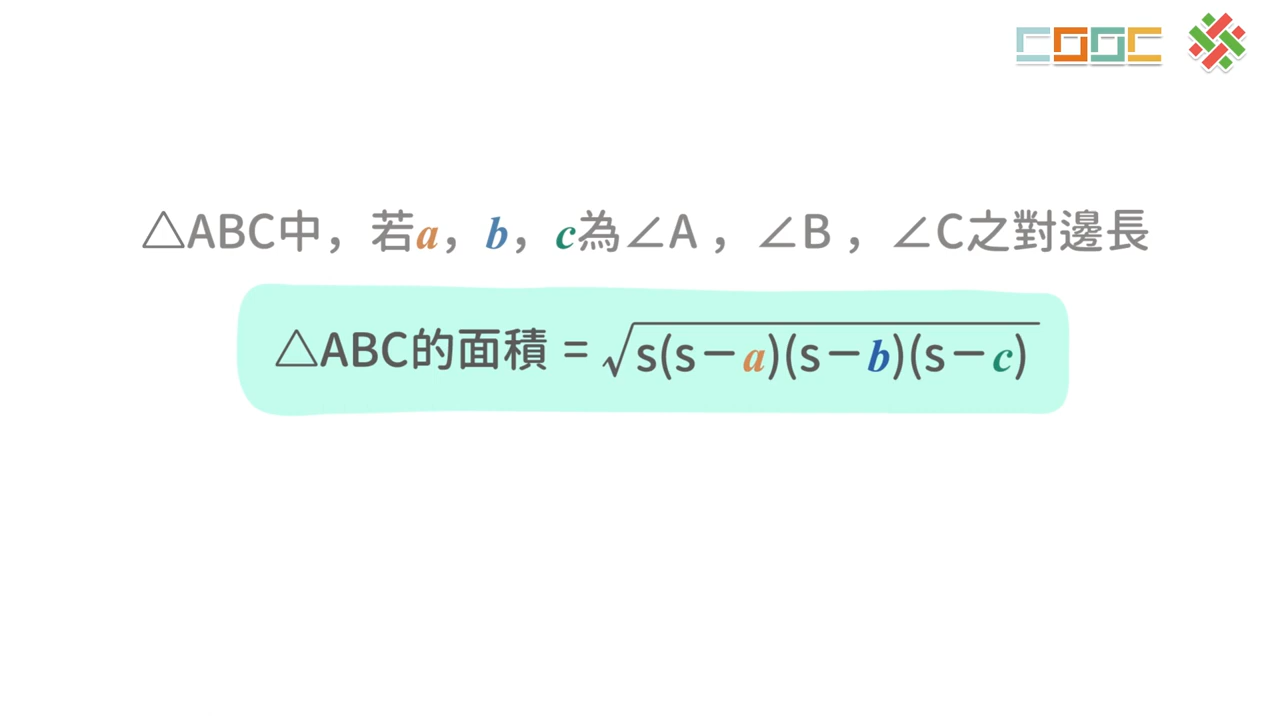 COOC
△ABC中，若a，b，c為∠A，∠B，∠C之對邊長
△ABC的面積 = √s(s－a)(s－b)(s－c)